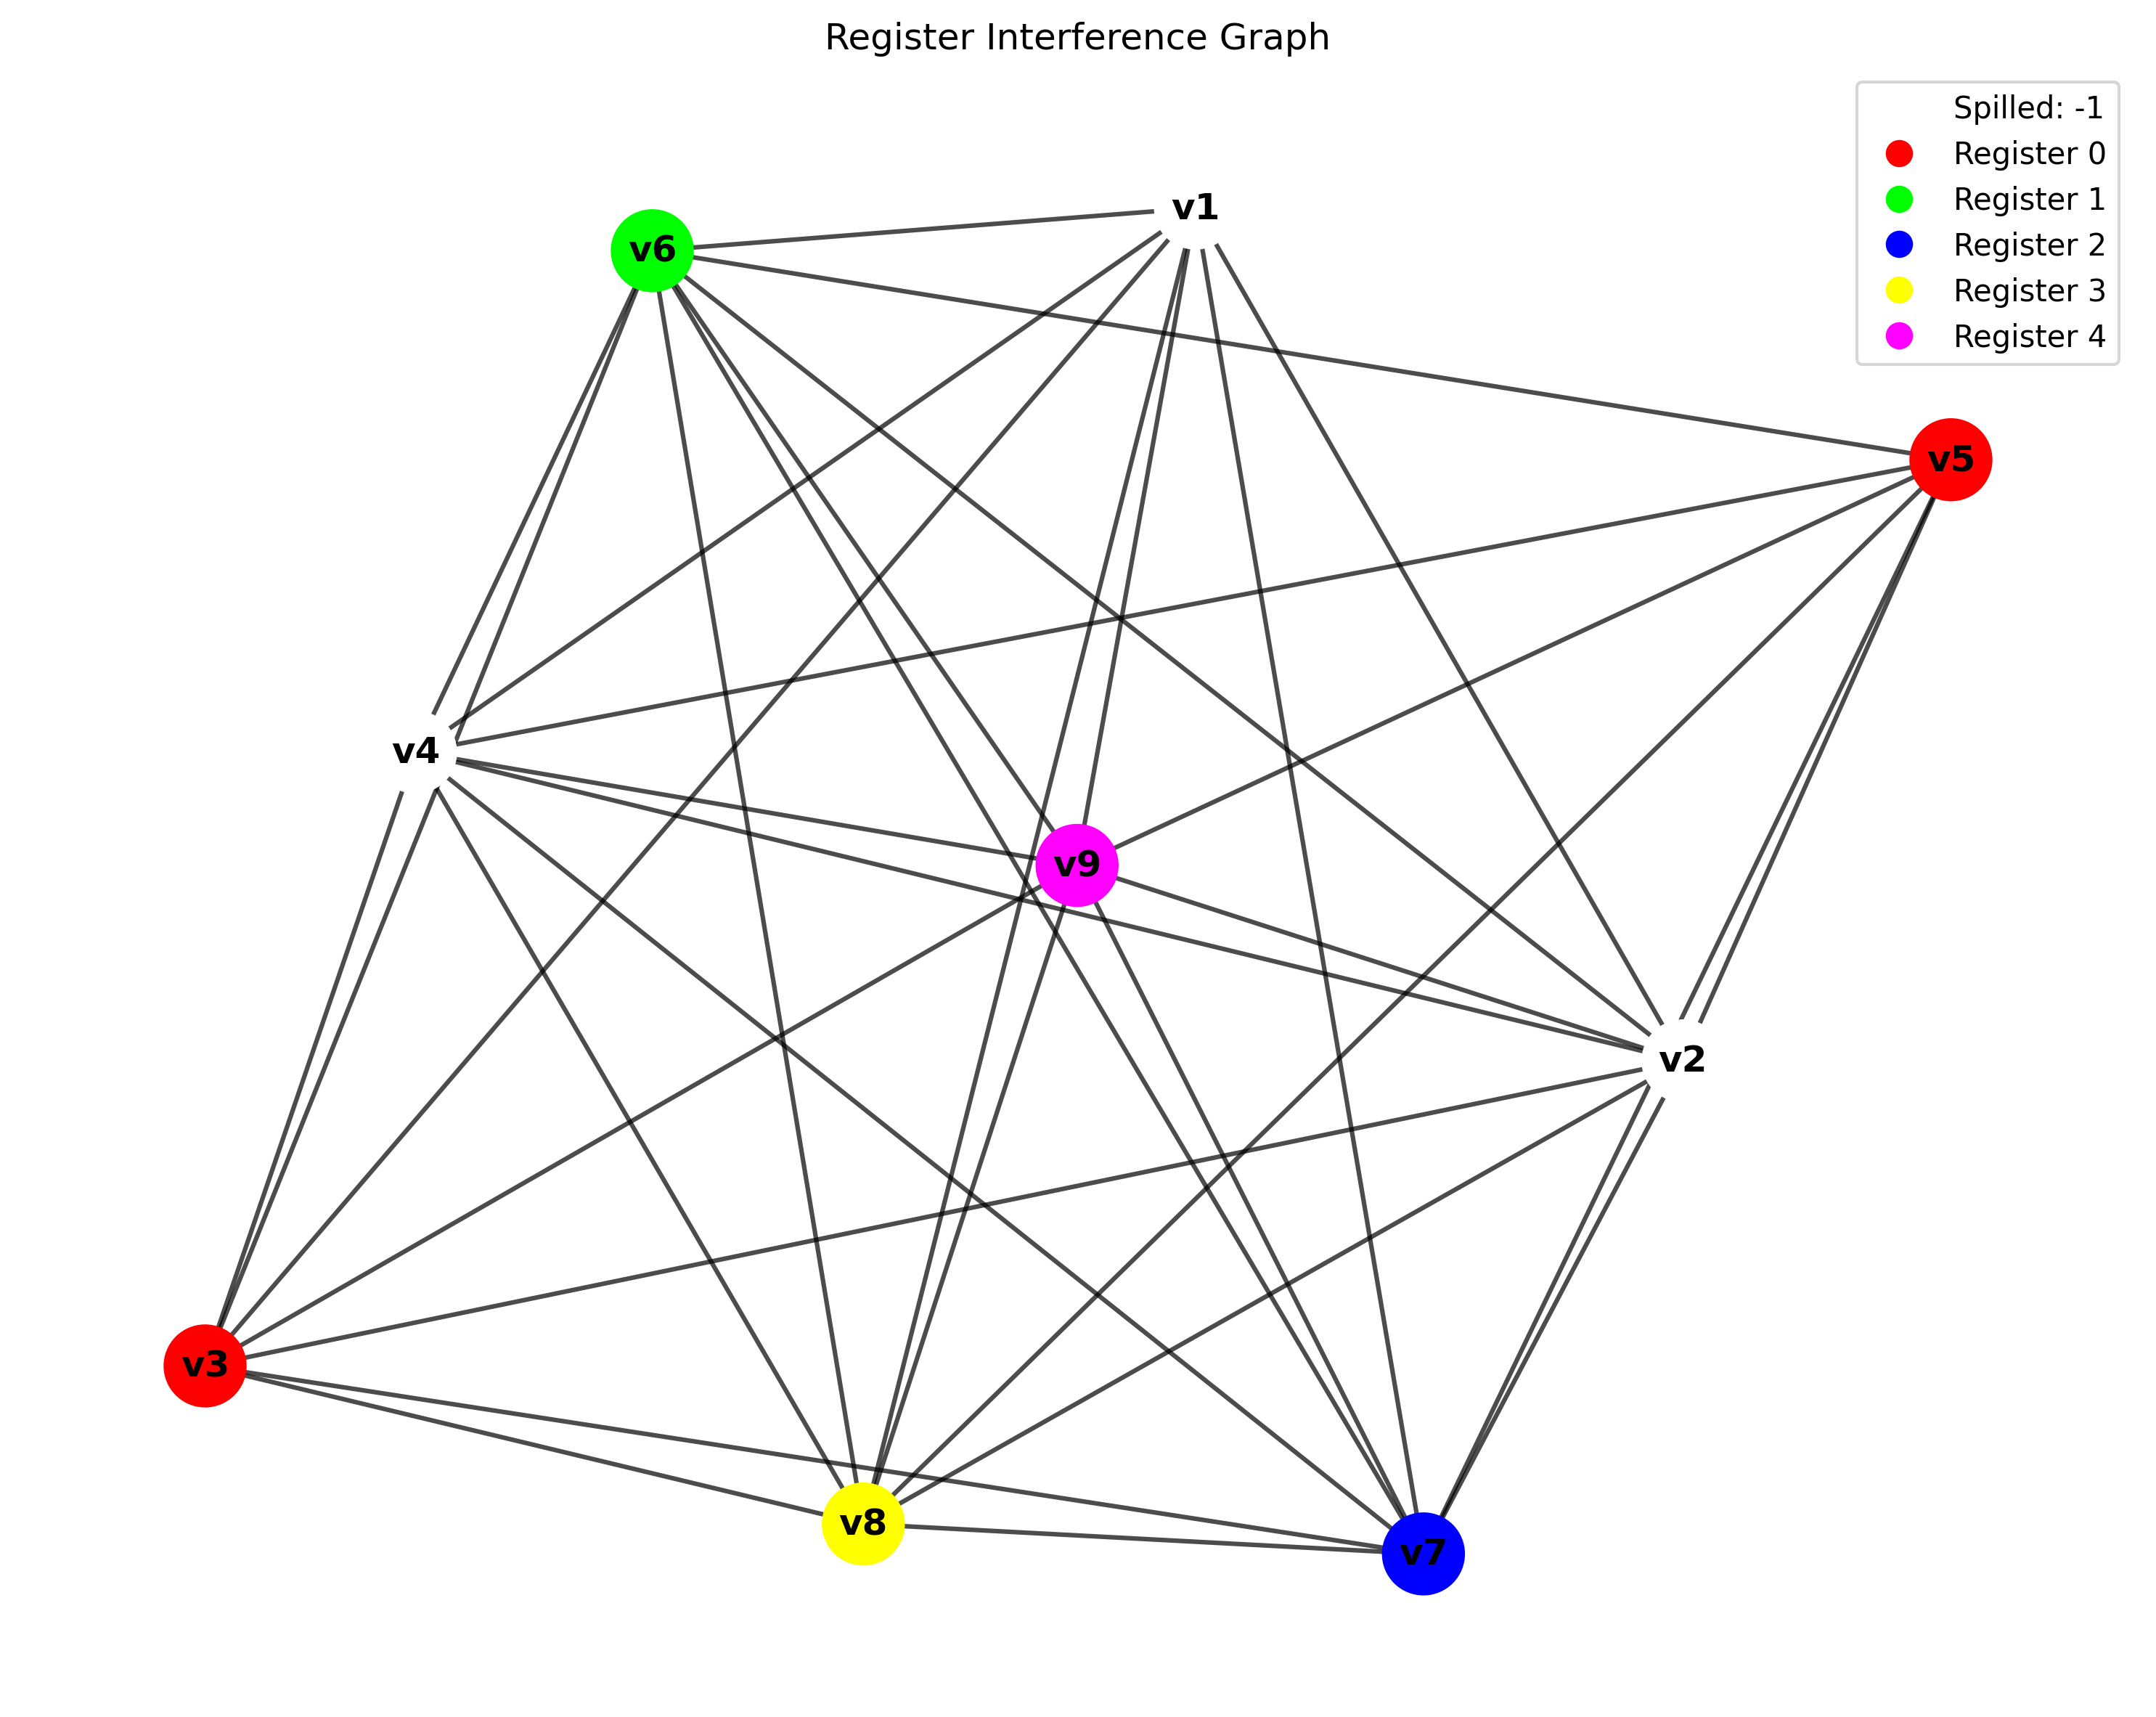 Register Interference Graph
Spilled: -1
Register 0
Register 1
Register 2
Register 3
Register 4
v1
v6
v5
v4
v9
v2
v3
v8
v7